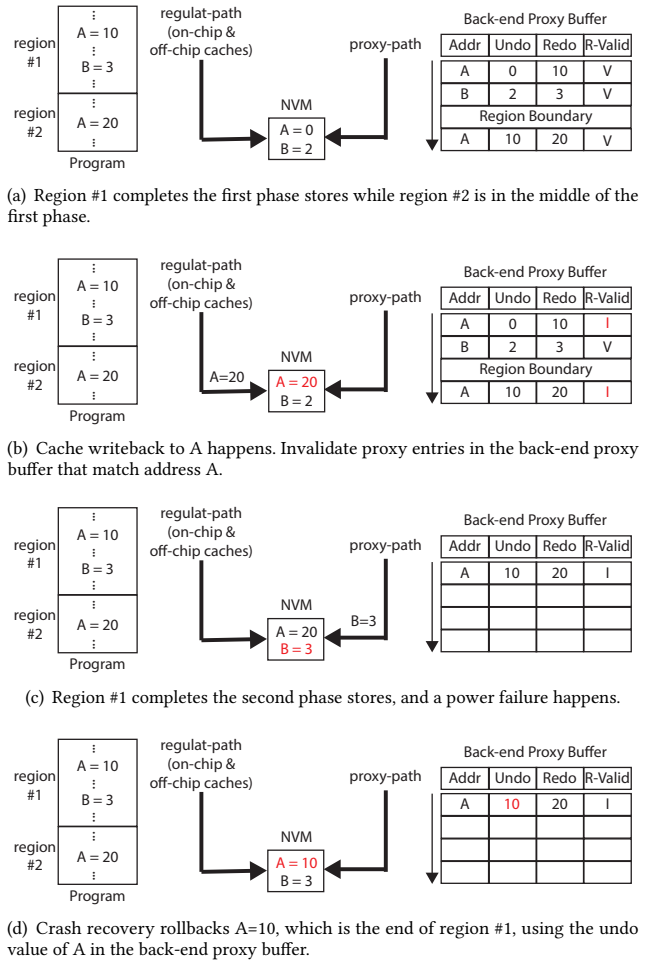 region
#1
region
#2
⋮
A = 10
⋮
B = 3
⋮
⋮
A = 20
⋮
Program
regulat-path
(on-chip &
off-chip caches)
proxy-path
NVM
A = 0
B = 2
Back-end Proxy Buffer
Addr Undo Redo R-Valid
A 0 10 V
B 2 3 V
Region Boundary
A 10 20 V
(a) Region #1 completes the first phase stores while region #2 is in the middle of the
first phase.
region
#1
region
#2
⋮
A = 10
⋮
B = 3
⋮
⋮
A = 20
⋮
Program
regulat-path
(on-chip &
off-chip caches)
A=20
proxy-path
NVM
A = 20
B = 2
Back-end Proxy Buffer
Addr Undo Redo R-Valid
A 0 10 I
B 2 3 V
Region Boundary
A 10 20 I
(b) Cache writeback to A happens. Invalidate proxy entries in the back-end proxy
buffer that match address A.
region
#1
region
#2
⋮
A = 10
⋮
B = 3
⋮
⋮
A = 20
⋮
Program
regulat-path
(on-chip &
off-chip caches)
proxy-path
B=3
NVM
A = 20
B = 3
Back-end Proxy Buffer
Addr Undo Redo R-Valid
A 10 20 I
(c) Region #1 completes the second phase stores, and a power failure happens.
region
#1
region
#2
⋮
A = 10
⋮
B = 3
⋮
⋮
A = 20
⋮
Program
regulat-path
(on-chip &
off-chip caches)
proxy-path
NVM
A = 10
B = 3
Back-end Proxy Buffer
Addr Undo Redo R-Valid
A 10 20 I
(d) Crash recovery rollbacks A=10, which is the end of region #1, using the undo
value of A in the back-end proxy buffer.